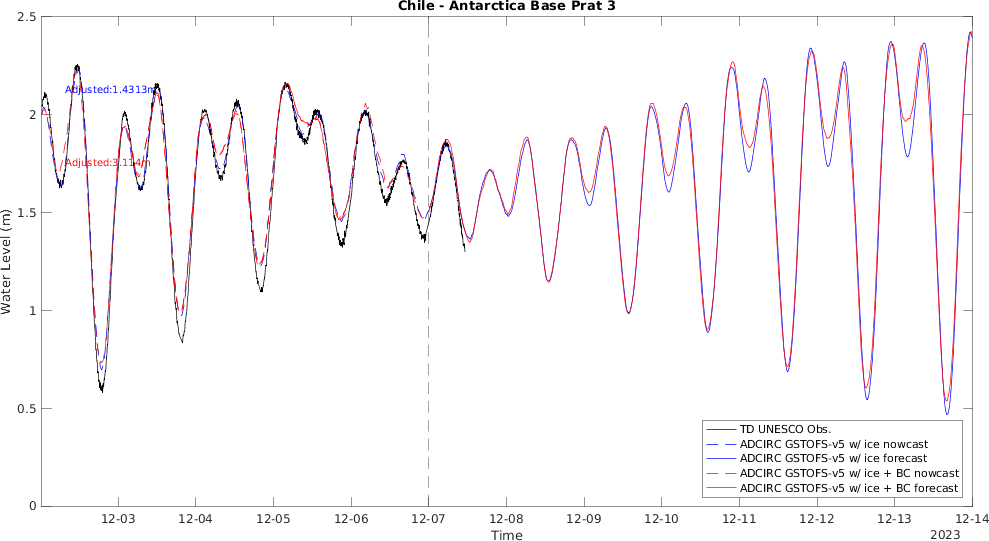 Chile - Antarctica Base Prat 3
2.5
2
1.5
1
0.5
0
Water Level (m)
Adjusted:1.4313m
Adjusted:3.114m
TD UNESCO Obs.
ADCIRC GSTOFS-v5 w/ ice nowcast
ADCIRC GSTOFS-v5 w/ ice forecast
ADCIRC GSTOFS-v5 w/ ice + BC nowcast
ADCIRC GSTOFS-v5 w/ ice + BC forecast
12-03 12-04 12-05 12-06 12-07 12-08 12-09 12-10 12-11 12-12 12-13 12-14
Time
2023